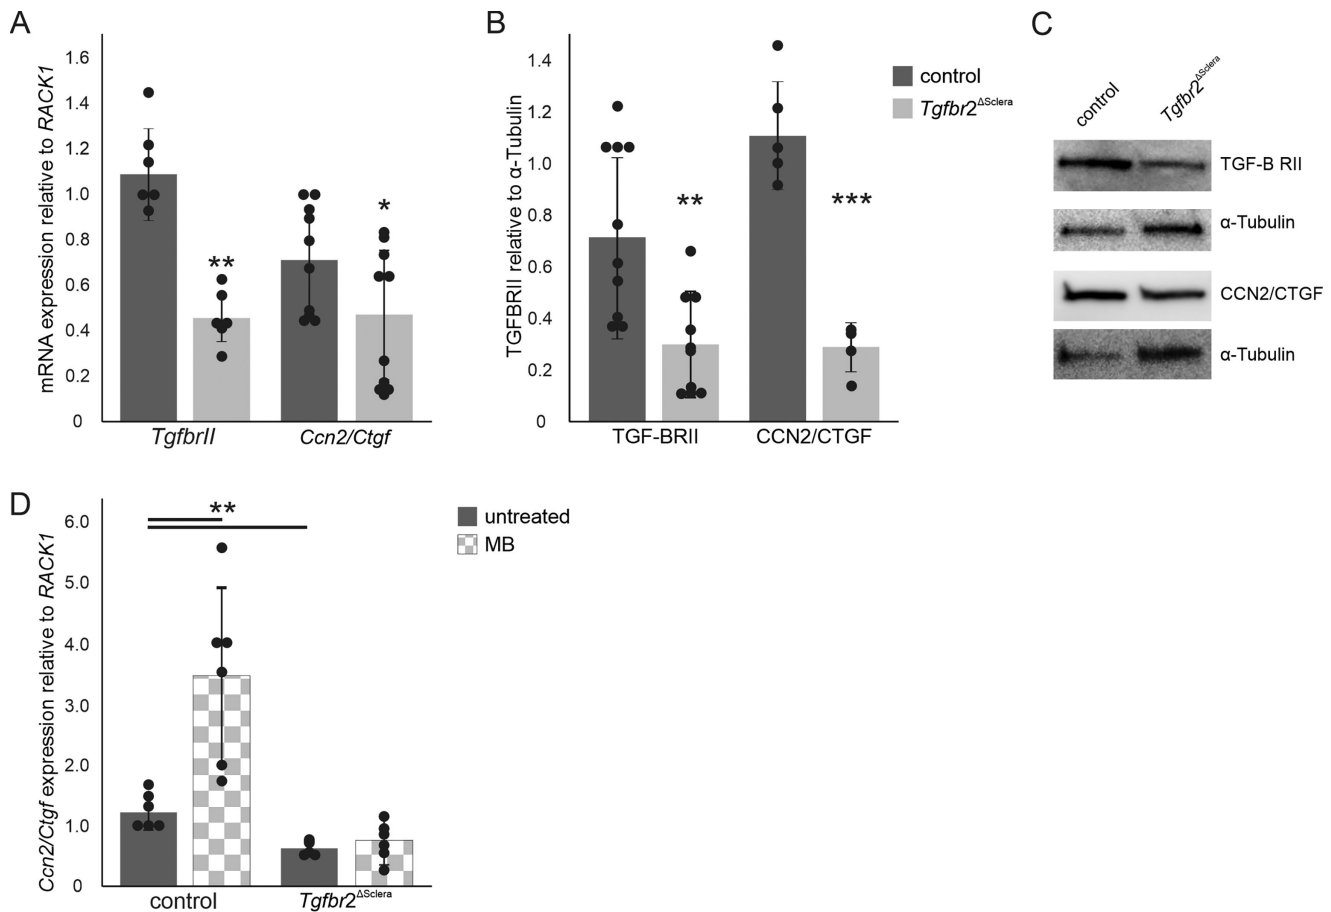 A
mRNA expression relative to RACK1
1.6
1.4
1.2
1.0
0.8
0.6
0.4
0.2
0
**
*
TgfbrII
Ccn2/Ctgf
B
TGFBRII relative to α-Tubulin
1.4
1.2
1.0
0.8
0.6
0.4
0.2
0
**
***
TGF-BRII
CCN2/CTGF
control
Tgfbr2ΔSclera
C
control
Tgfbr2ΔSclera
TGF-B RII
α-Tubulin
CCN2/CTGF
α-Tubulin
D
Ccn2/Ctgf expression relative to RACK1
6.0
5.0
4.0
3.0
2.0
1.0
0
**
control
Tgfbr2ΔSclera
untreated
MB